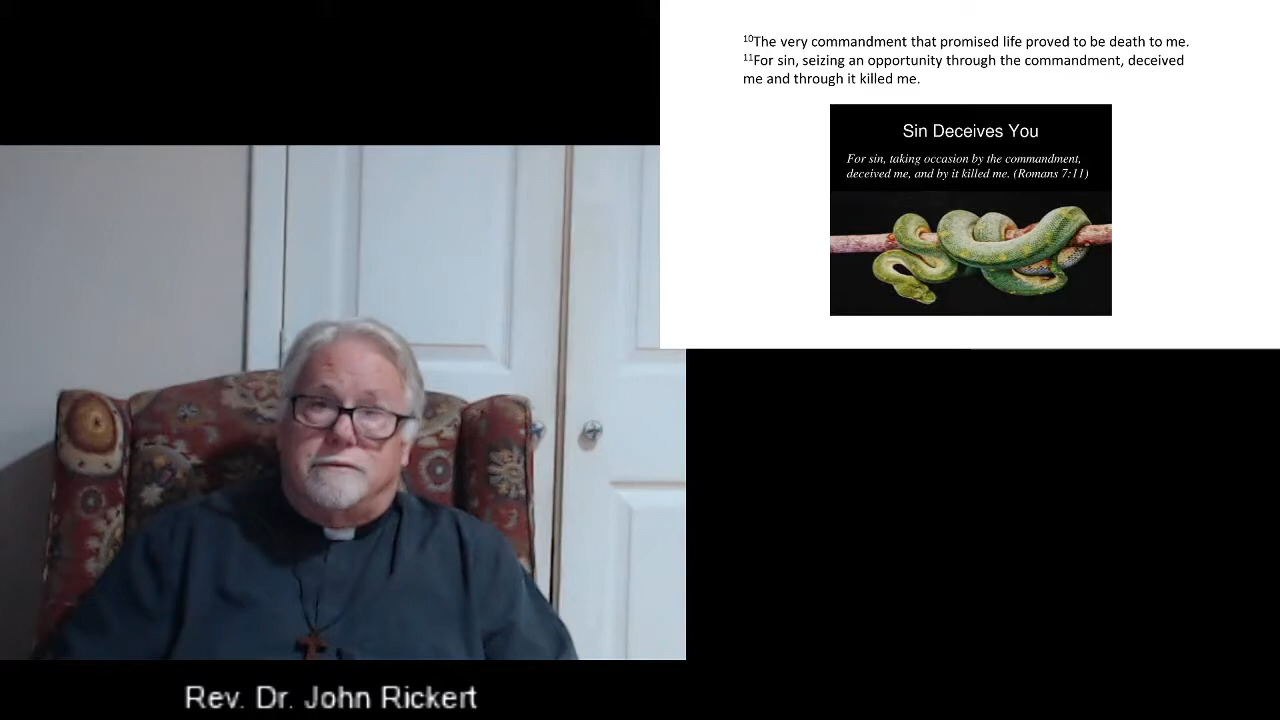 ¹⁰The very commandment that promised life proved to be death to me.
¹¹For sin, seizing an opportunity through the commandment, deceived
me and through it killed me.
Sin Deceives You
For sin, taking occasion by the commandment,
deceived me, and by it killed me. (Romans 7:11)
Rev. Dr. John Rickert